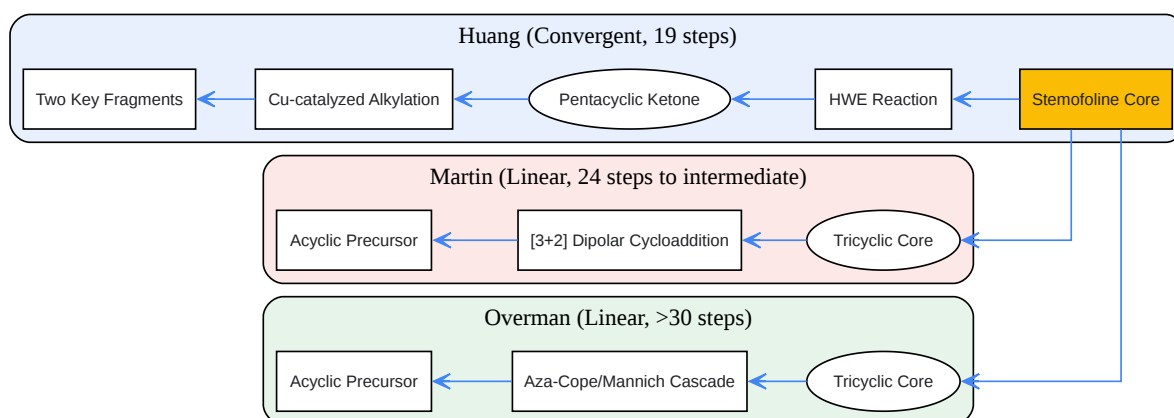 Huang (Convergent, 19 steps)
Two Key Fragments
Cu-catalyzed Alkylation
Pentacyclic Ketone
HWE Reaction
Stemofoline Core
Martin (Linear, 24 steps to intermediate)
Acyclic Precursor
[3+2] Dipolar Cycloaddition
Tricyclic Core
Overman (Linear, >30 steps)
Acyclic Precursor
Aza-Cope/Mannich Cascade
Tricyclic Core